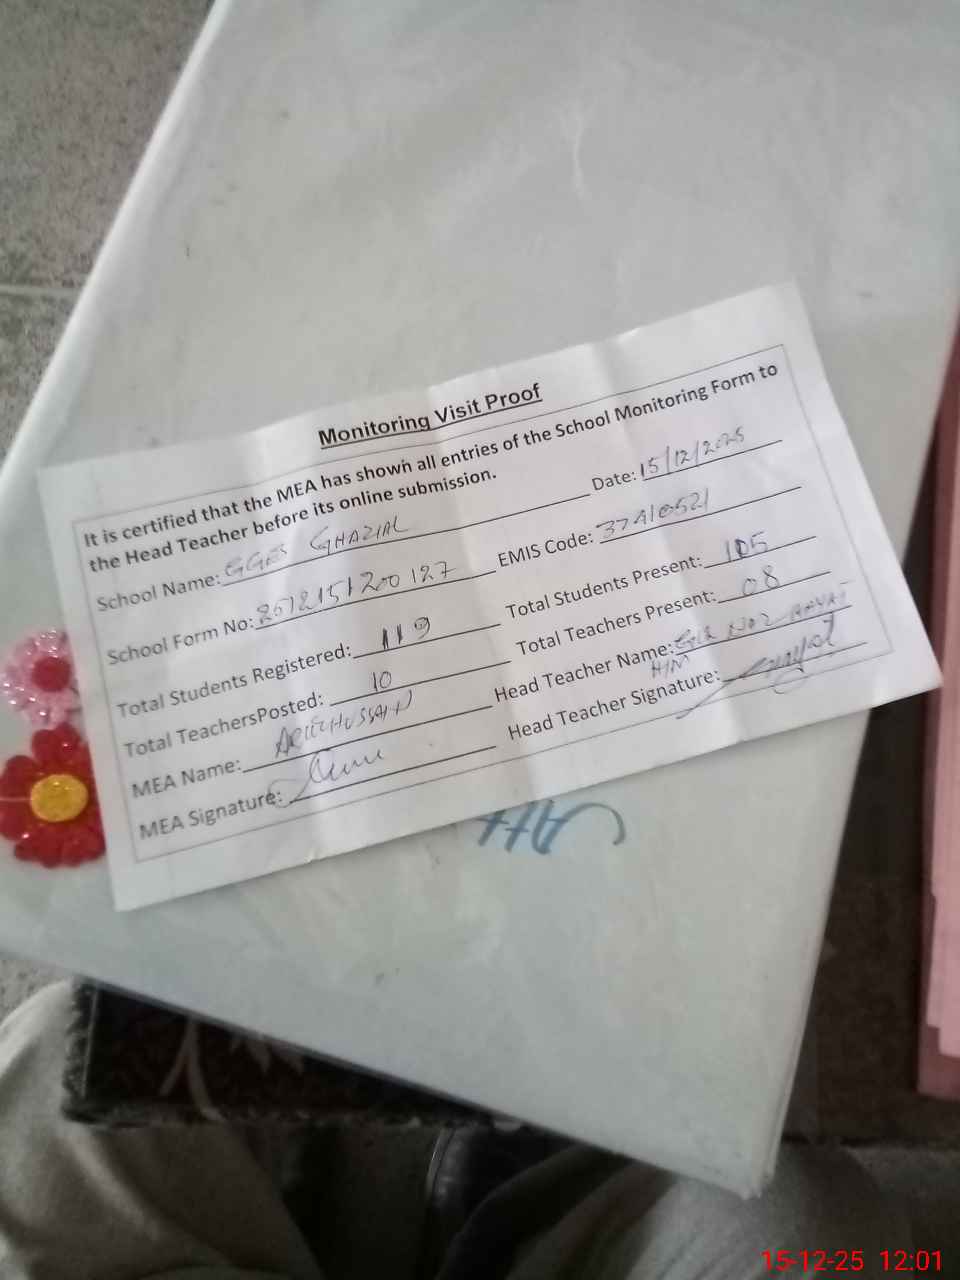 Monitoring Visit Proof
It is certified that the MEA has shown all entries of the School Monitoring Form to
the Head Teacher before its online submission.
School Name: GGES GHAZIAL Date: 15/12/2025
School Form No: EMIS Code: 37410521
Total Students Registered: 119 Total Students Present: 105
Total TeachersPosted: 10 Total Teachers Present: 08
MEA Name: Head Teacher Name:
H/M
MEA Signature: Head Teacher Signature:
15-12-25 12:01